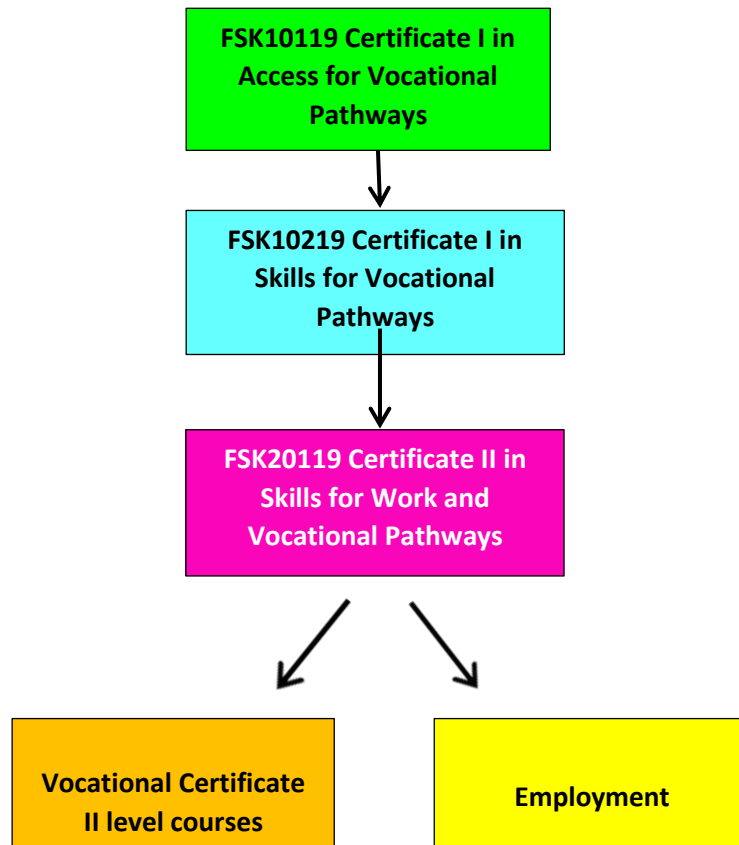 FSK10119 Certificate I in
Access for Vocational
Pathways
FSK10219 Certificate I in
Skills for Vocational
Pathways
FSK20119 Certificate II in
Skills for Work and
Vocational Pathways
Vocational Certificate
II level courses
Employment